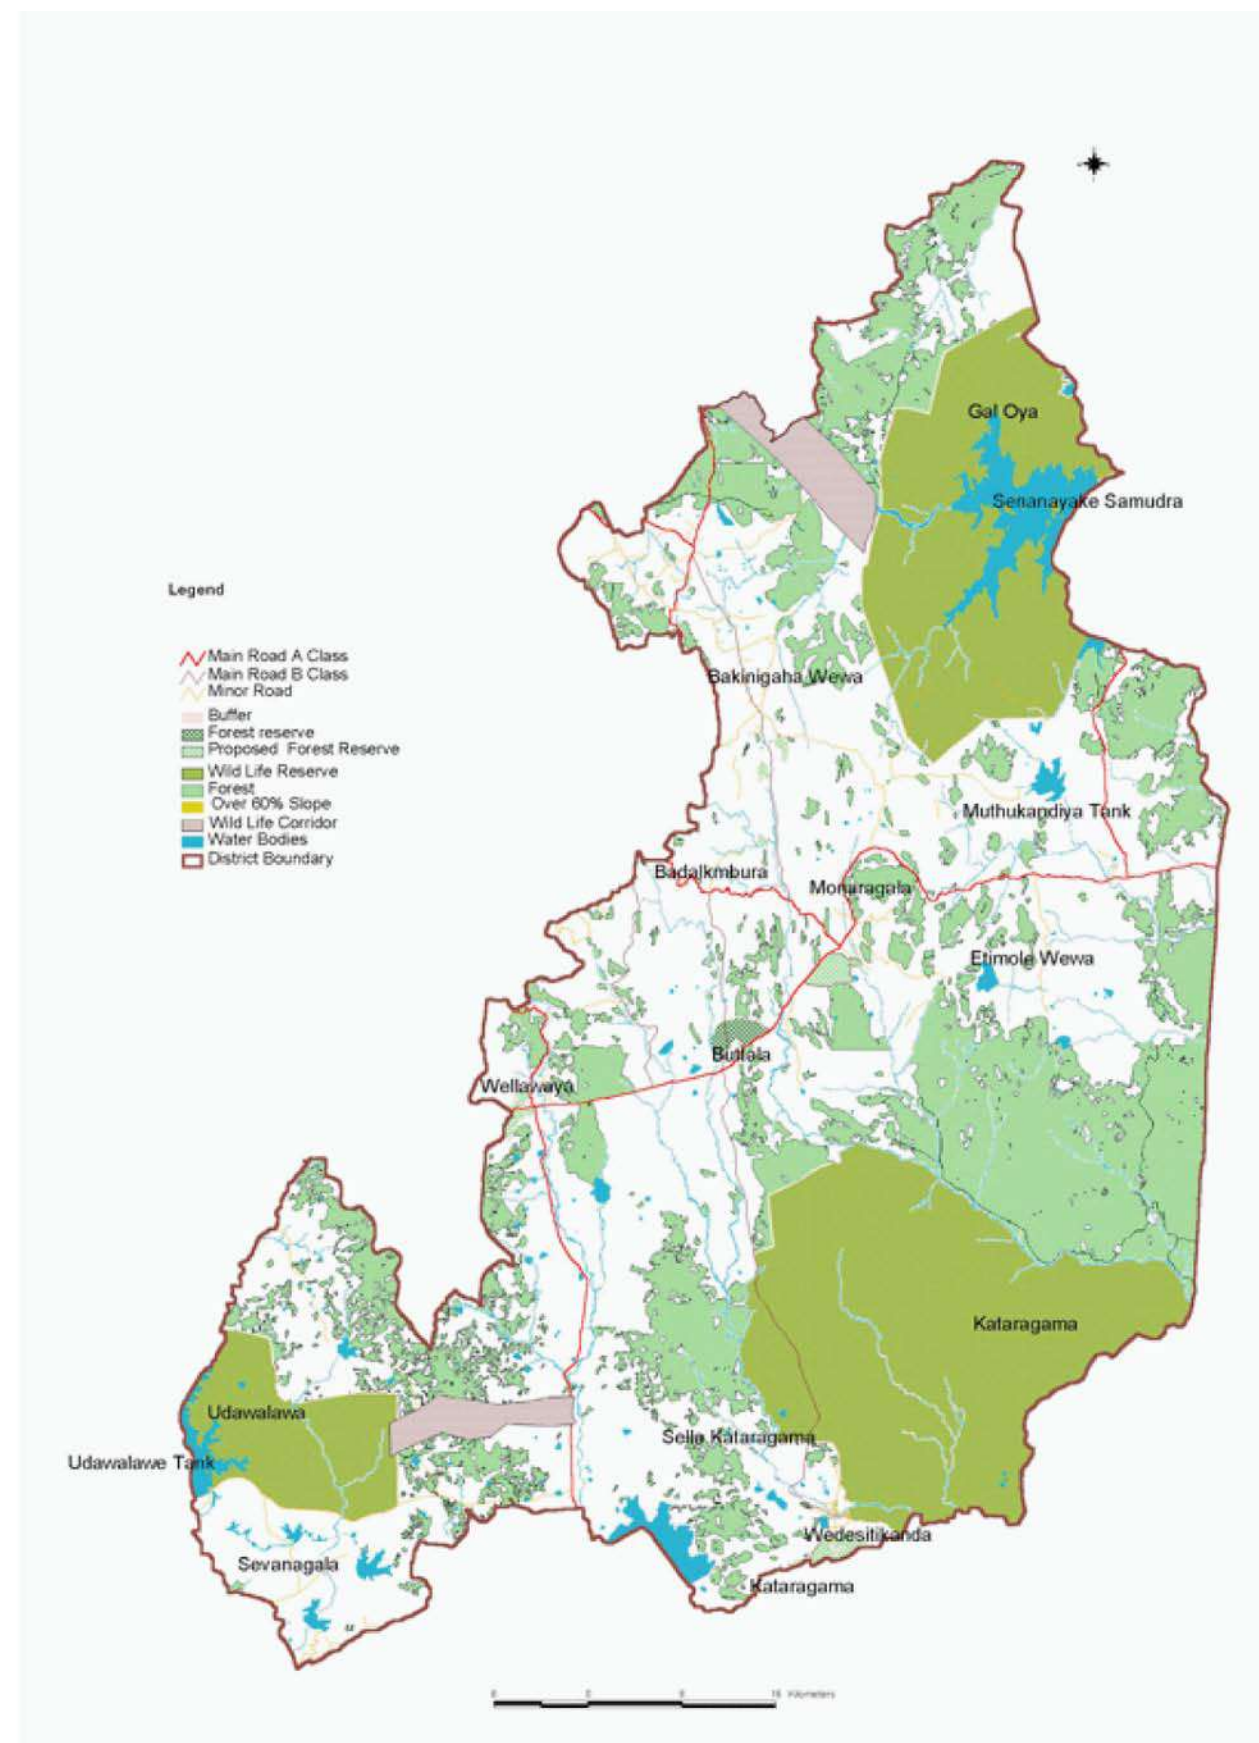 Gal Oya
Senanayake Samudra
Legend
Main Road A Class
Main Road B Class
Minor Road
Buffer
Forest reserve
Proposed Forest Reserve
Wild Life Reserve
Forest
Over 60% Slope
Wild Life Corridor
Water Bodies
District Boundary
Bakinigaha Wewa
Muthukandiya Tank
Badalkmbura
Monaragala
Etimole Wewa
Buttala
Wellawaya
Kataragama
Udawalawa
Sella Kataragama
Udawalawe Tank
Wedesitikanda
Sevanagala
Kataragama
Kilometers